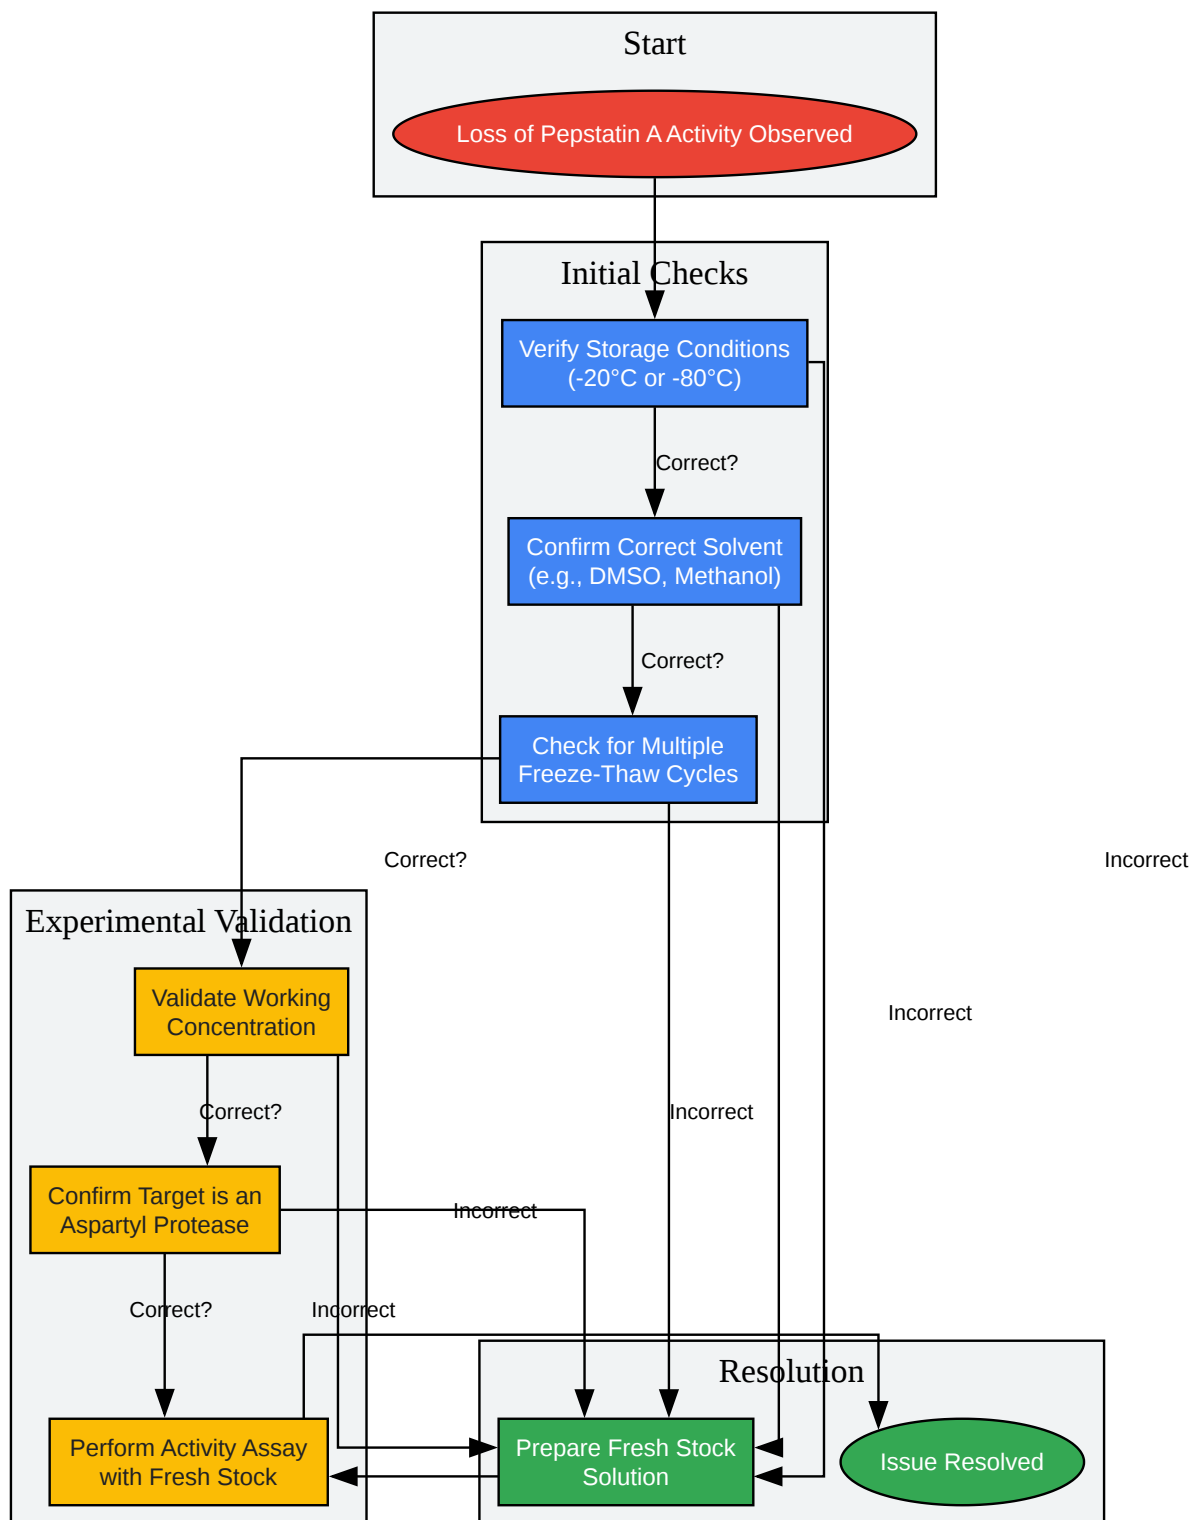 Start
Loss of Pepstatin A Activity Observed
Initial Checks
Verify Storage Conditions
(-20°C or -80°C)
Correct?
Confirm Correct Solvent
(e.g., DMSO, Methanol)
Correct?
Check for Multiple
Freeze-Thaw Cycles
Correct?
Incorrect
Experimental Validation
Validate Working
Concentration
Incorrect
Correct?
Incorrect
Confirm Target is an
Aspartyl Protease
Incorrect
Correct?
Incorrect
Resolution
Perform Activity Assay
with Fresh Stock
Prepare Fresh Stock
Solution
Issue Resolved